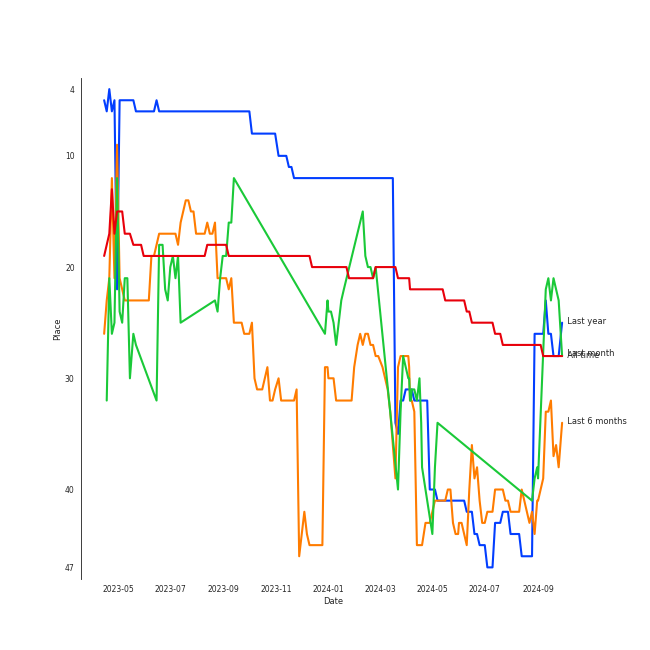 4
10
20
30
40
47
Place
2023-05
2023-07
2023-09
2023-11
2024-01
2024-03
2024-05
2024-07
2024-09
Date
Last year
Last month
All time
Last 6 months